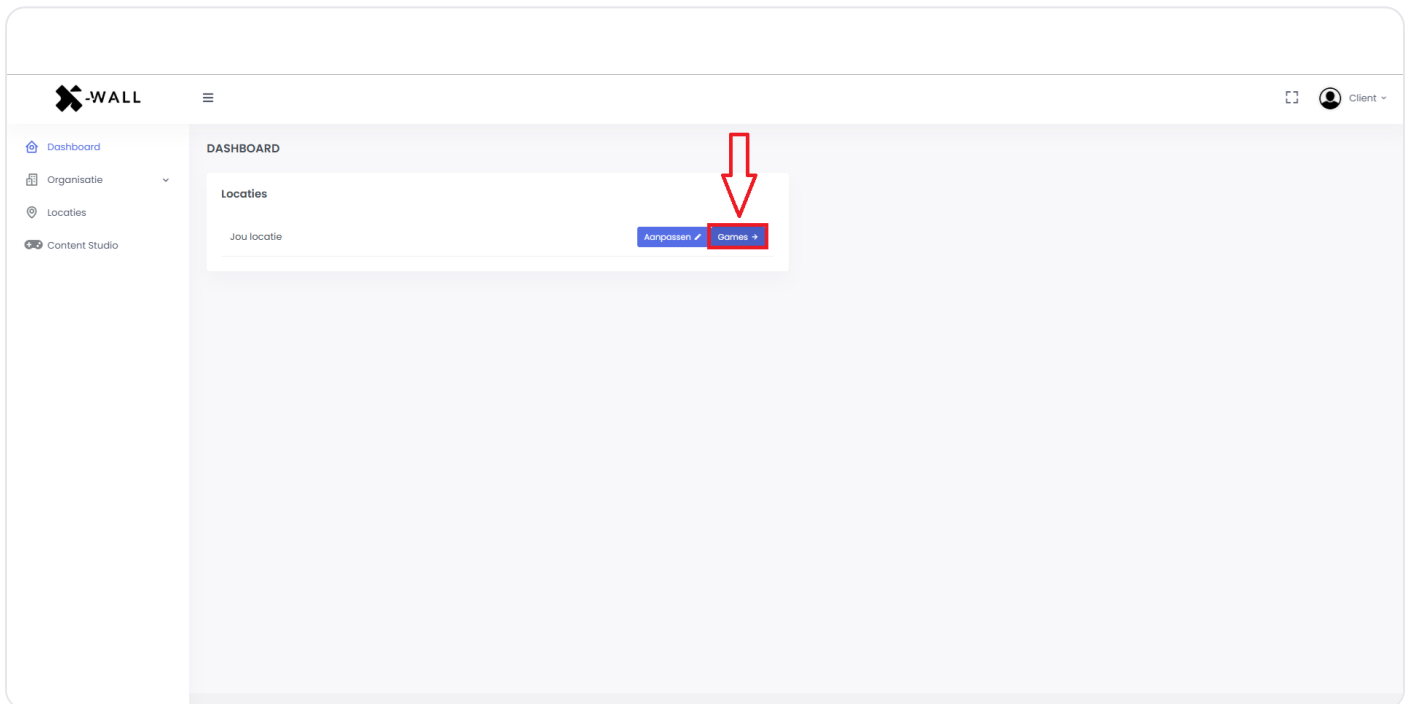 X-WALL
Client
Dashboard
Organisatie
Locaties
Content Studio
DASHBOARD
Locaties
Jou locatie
Aanpassen
Games